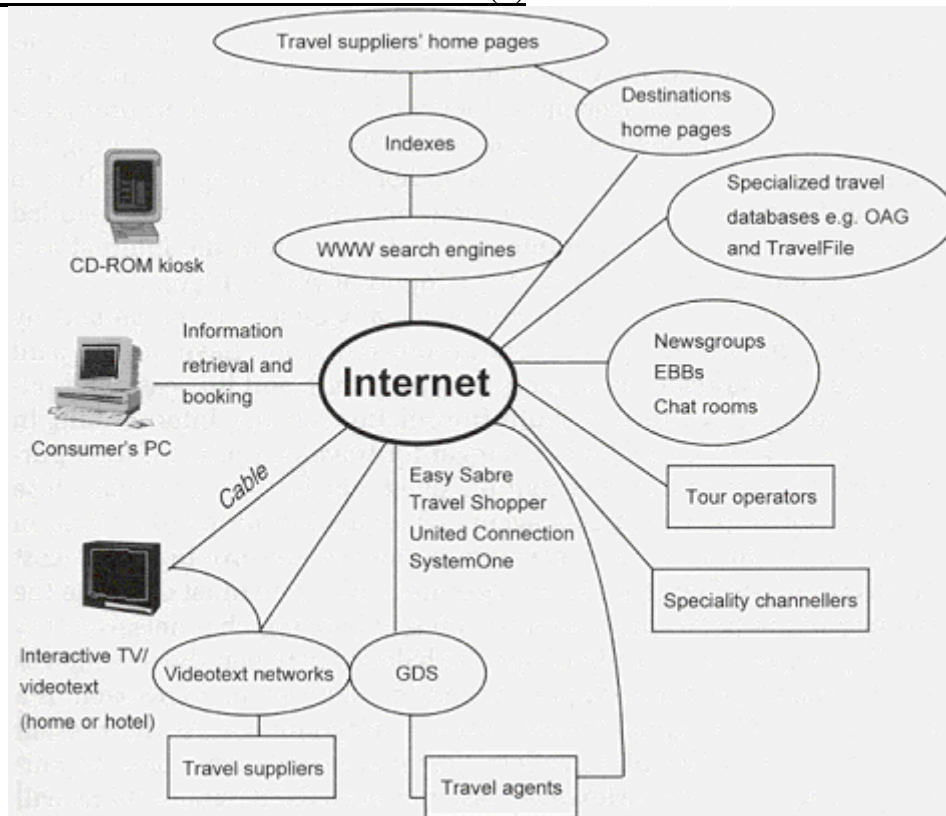 Travel suppliers' home pages
Destinations
home pages
Indexes
Specialized travel
databases e.g. OAG
and TravelFile
WWW search engines
CD-ROM kiosk
Information
retrieval and
booking
Internet
Newsgroups
EBBs
Chat rooms
Consumer's PC
Cable
Easy Sabre
Travel Shopper
United Connection
SystemOne
Tour operators
Speciality channellers
Interactive TV/
videotext
(home or hotel)
Videotext networks
GDS
Travel suppliers
Travel agents